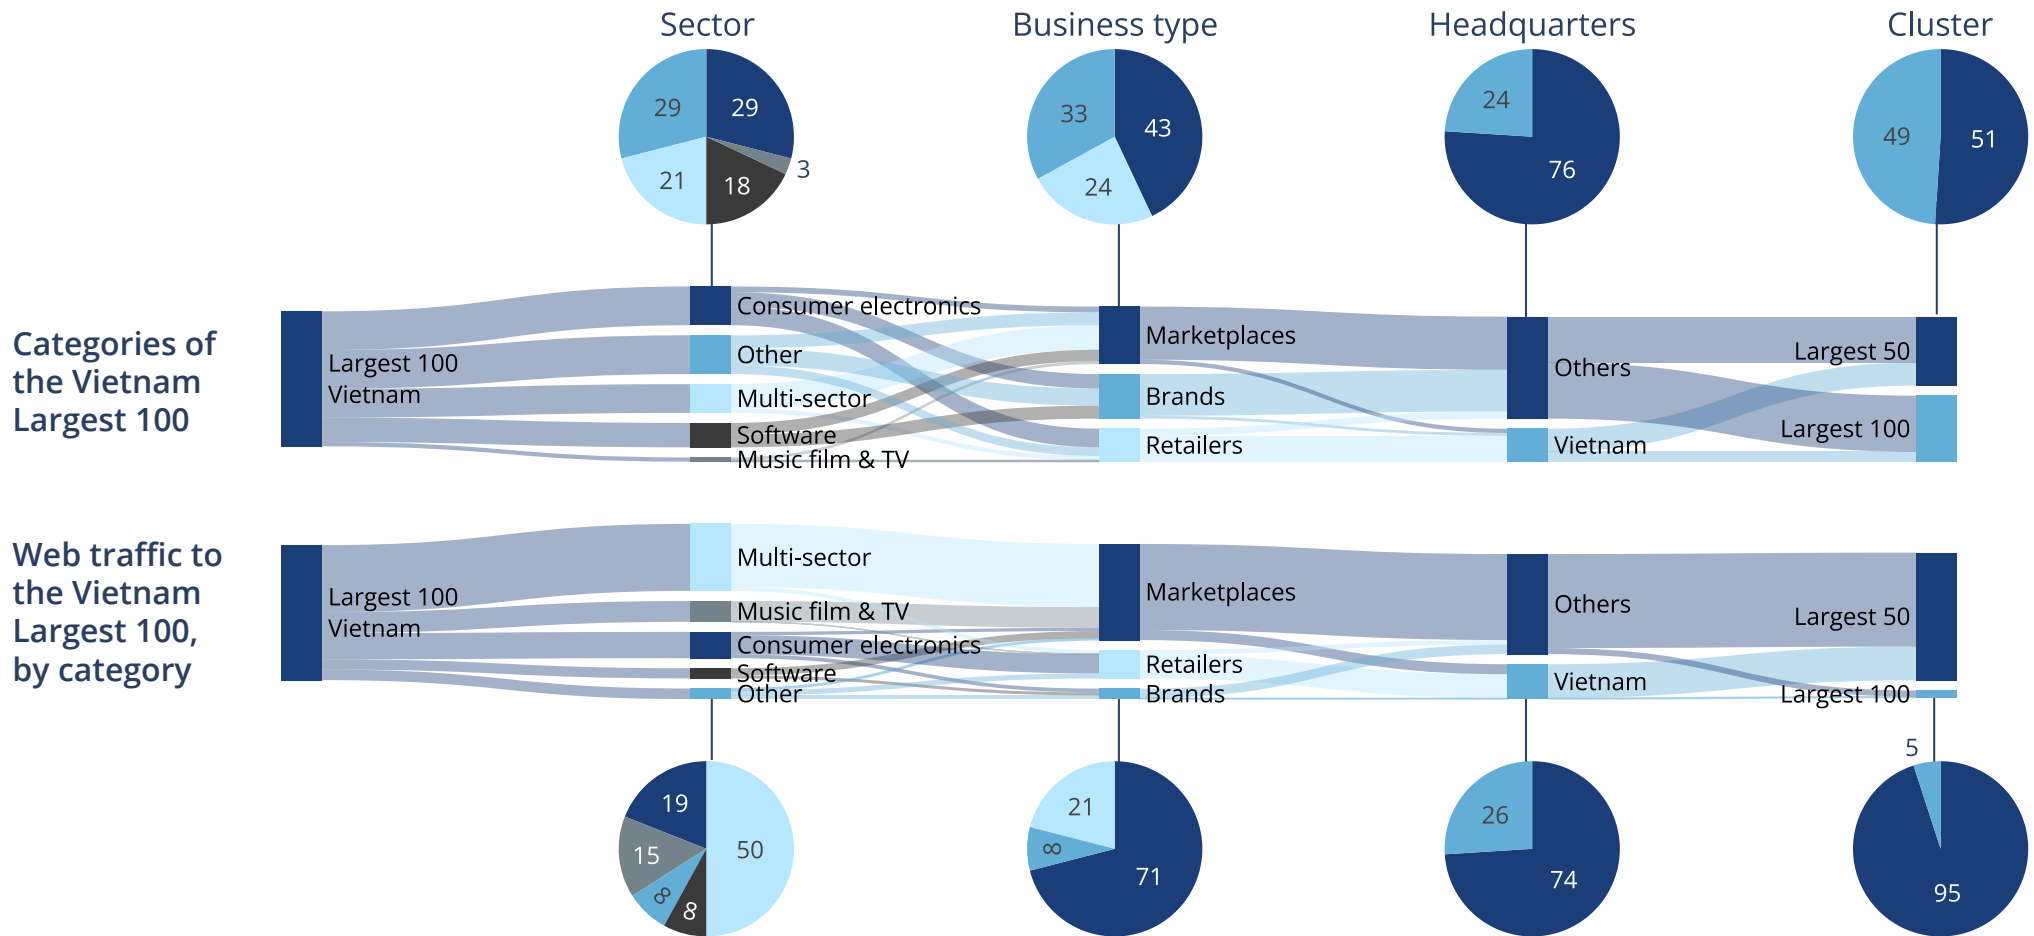 Sector
Business type
Headquarters
Cluster
29
29
3
18
21
33
43
24
24
76
49
51
Categories of
the Vietnam
Largest 100
Largest 100
Vietnam
Consumer electronics
Other
Multi-sector
Software
Music film & TV
Marketplaces
Brands
Retailers
Others
Vietnam
Largest 50
Largest 100
Web traffic to
the Vietnam
Largest 100,
by category
Largest 100
Vietnam
Multi-sector
Music film & TV
Consumer electronics
Software
Other
Marketplaces
Retailers
Brands
Others
Vietnam
Largest 50
Largest 100
19
50
15
8
8
21
8
71
26
74
5
95